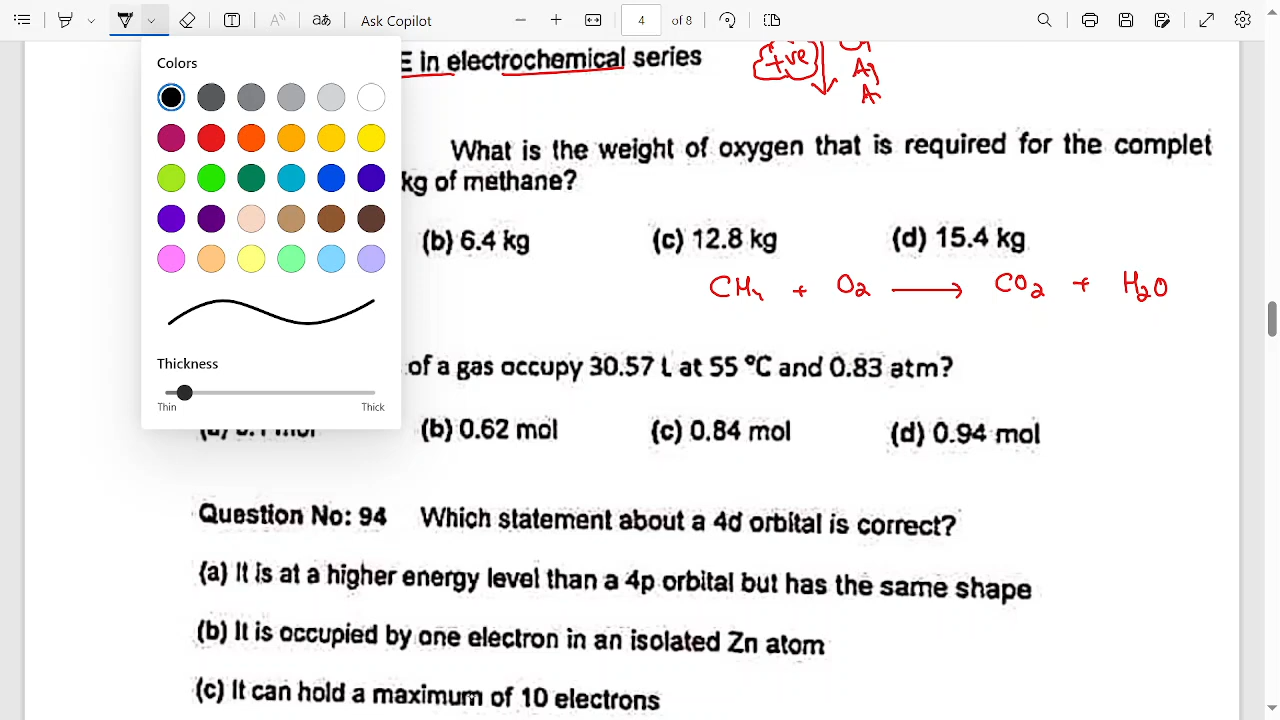 Ask Copilot
4 of 8
Colors
E in electrochemical series
+ve
Ag
What is the weight of oxygen that is required for the complet
kg of methane?
(b) 6.4 kg (c) 12.8 kg (d) 15.4 kg
CH4 + O2 → CO2 + H2O
Thickness
Thin Thick
of a gas occupy 30.57 L at 55 °C and 0.83 atm?
(b) 0.62 mol (c) 0.84 mol (d) 0.94 mol
Question No: 94 Which statement about a 4d orbital is correct?
(a) It is at a higher energy level than a 4p orbital but has the same shape
(b) It is occupied by one electron in an isolated Zn atom
(c) It can hold a maximum of 10 electrons